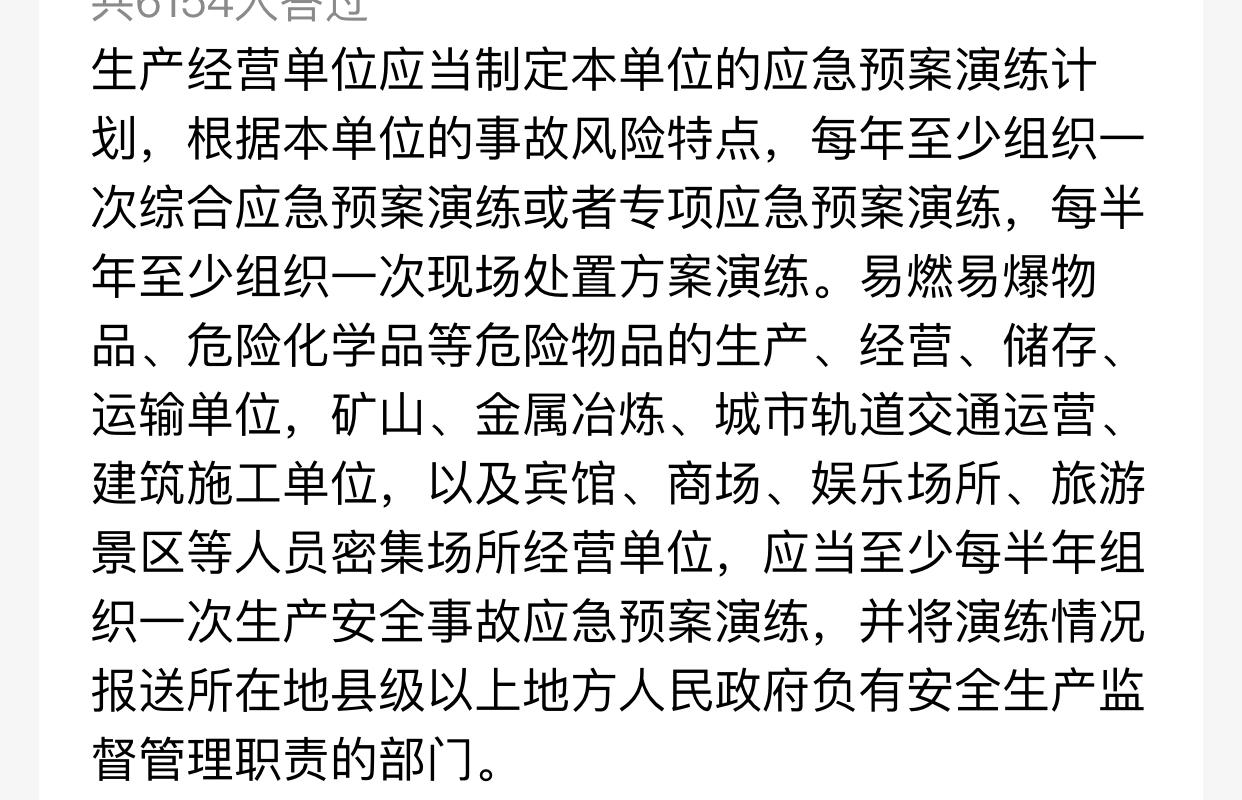 共6154人答过
生产经营单位应当制定本单位的应急预案演练计
划，根据本单位的事故风险特点，每年至少组织一
次综合应急预案演练或者专项应急预案演练，每半
年至少组织一次现场处置方案演练。易燃易爆物
品、危险化学品等危险物品的生产、经营、储存、
运输单位，矿山、金属冶炼、城市轨道交通运营、
建筑施工单位，以及宾馆、商场、娱乐场所、旅游
景区等人员密集场所经营单位，应当至少每半年组
织一次生产安全事故应急预案演练，并将演练情况
报送所在地县级以上地方人民政府负有安全生产监
督管理职责的部门。